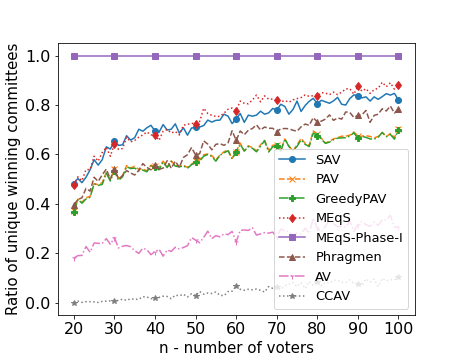 Ratio of unique winning committees
1.0
0.8
0.6
0.4
0.2
0.0
SAV
PAV
GreedyPAV
MEqS
MEqS-Phase-I
Phragmen
AV
CCAV
20 30 40 50 60 70 80 90 100
n - number of voters